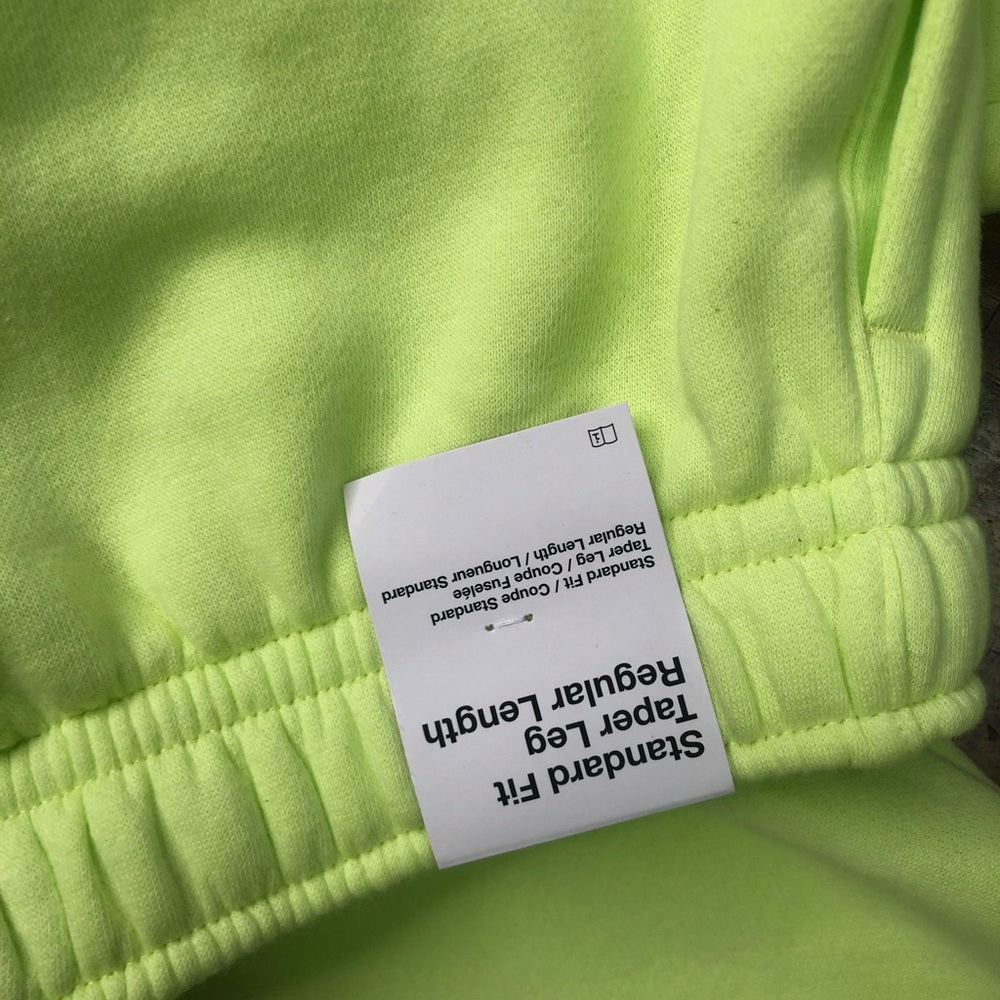 Standard Fit
Taper Leg
Regular Length
Standard Fit / Coupe Standard
Taper Leg / Coupe Fuselée
Regular Length / Longueur Standard